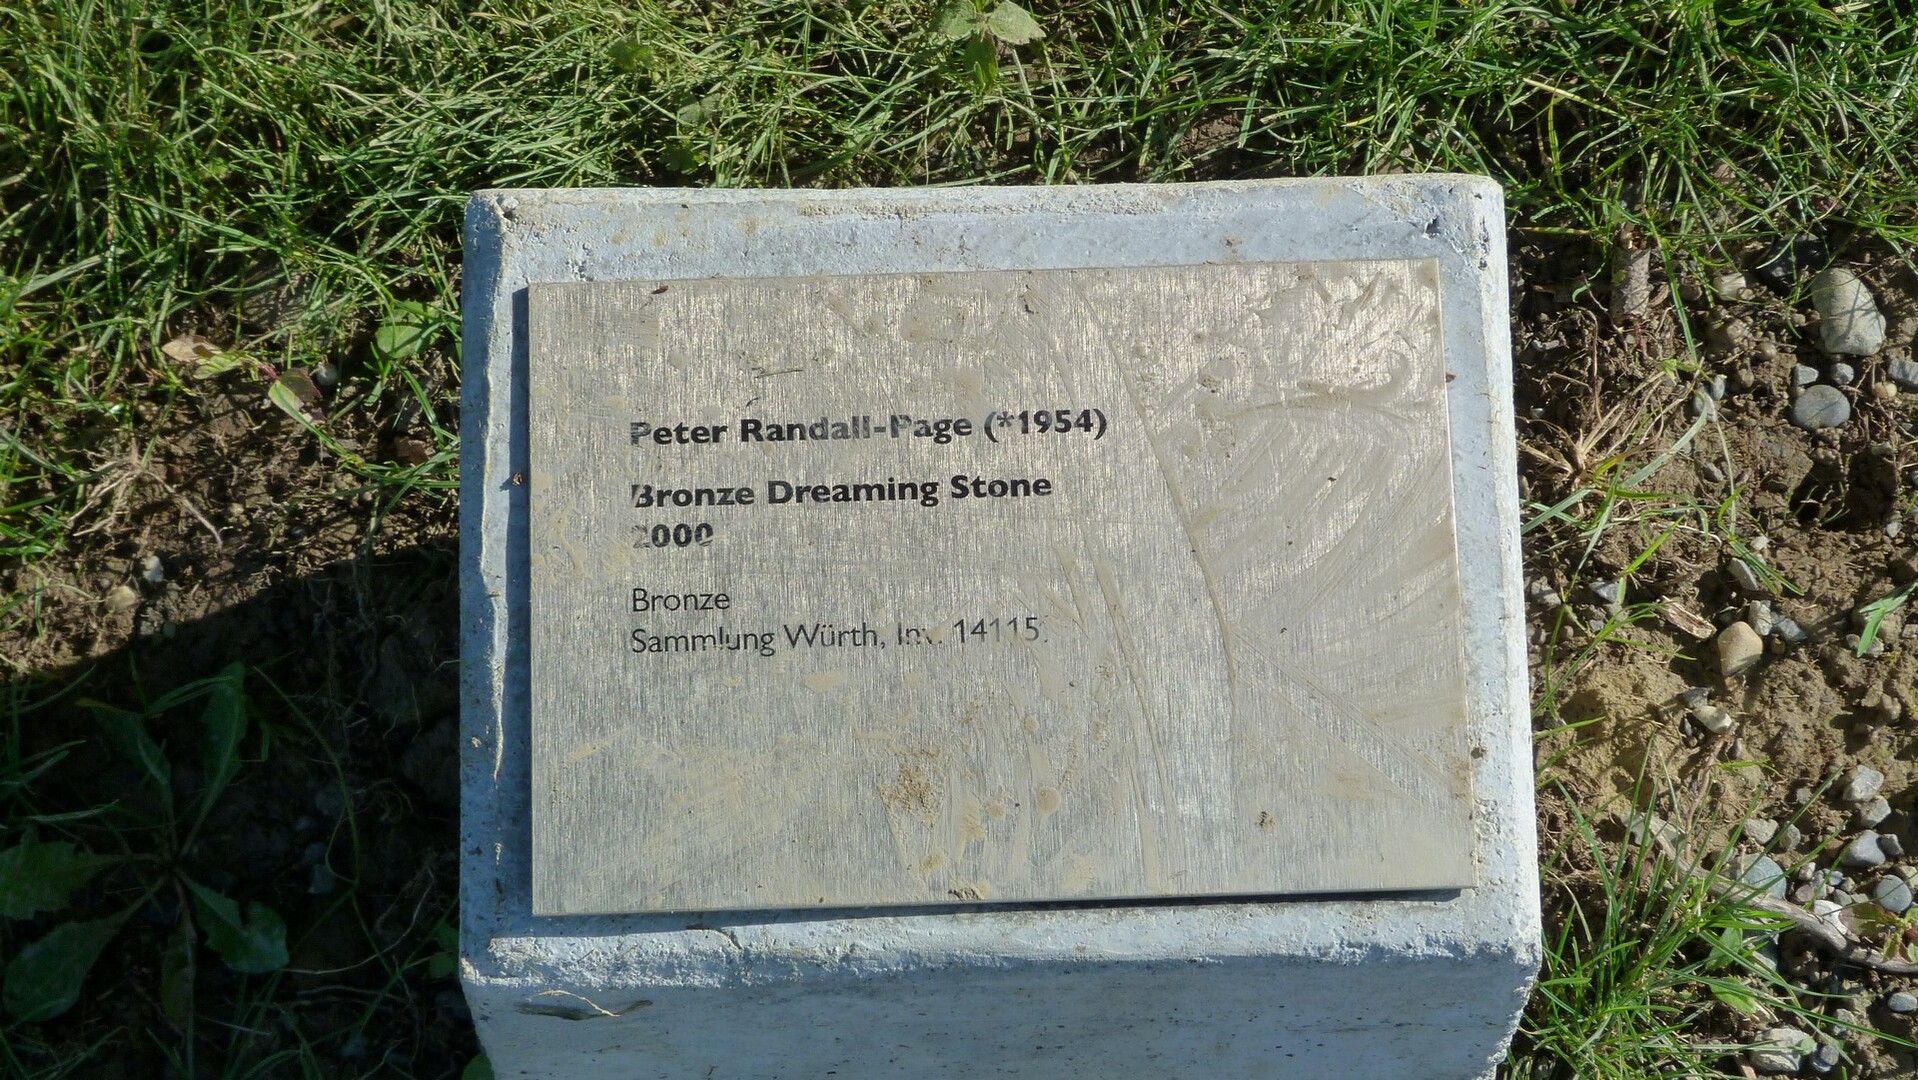 Peter Randall-Page (*1954)
Bronze Dreaming Stone
2000
Bronze
Sammlung Würth, Inv. 14115